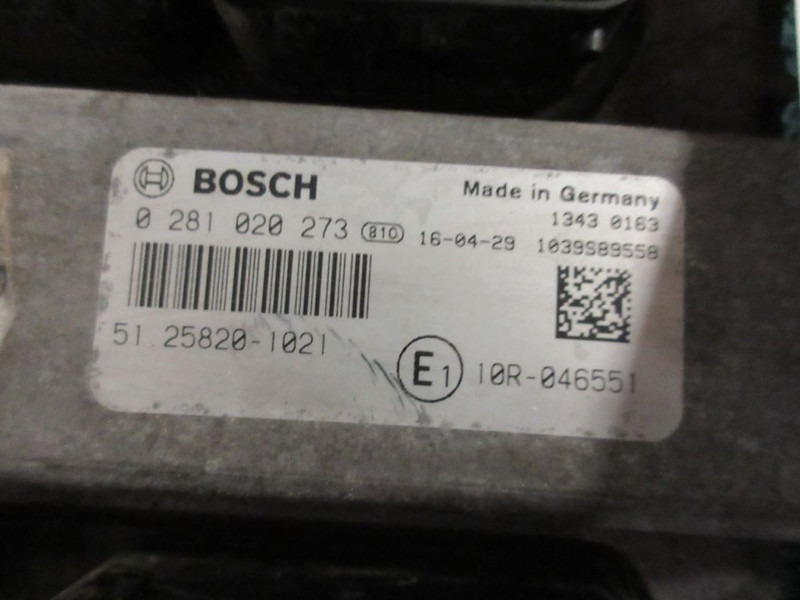 BOSCH
Made in Germany
0 281 020 273 810 16-04-29
1343 0163
1039S89558
51.25820-1021
E1 10R-046551